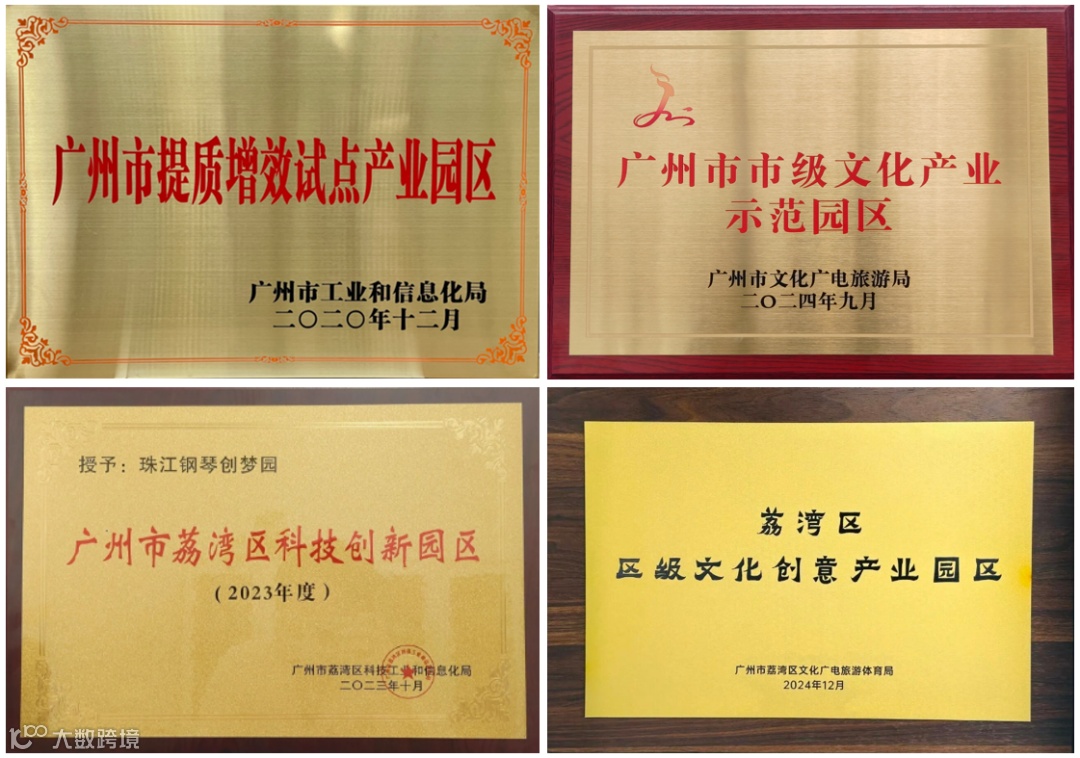 广州市提质增效试点产业园区
广州市工业和信息化局
二〇二〇年十二月
广州市市级文化产业
示范园区
广州市文化广电旅游局
二〇二四年九月
授予：珠江钢琴创梦园
广州市荔湾区科技创新园区
（2023年度）
广州市荔湾区科技工业和信息化局
二〇二三年十月
荔湾区
区级文化创意产业园区
广州市荔湾区文化广电旅游体育局
2024年12月
大数跨境